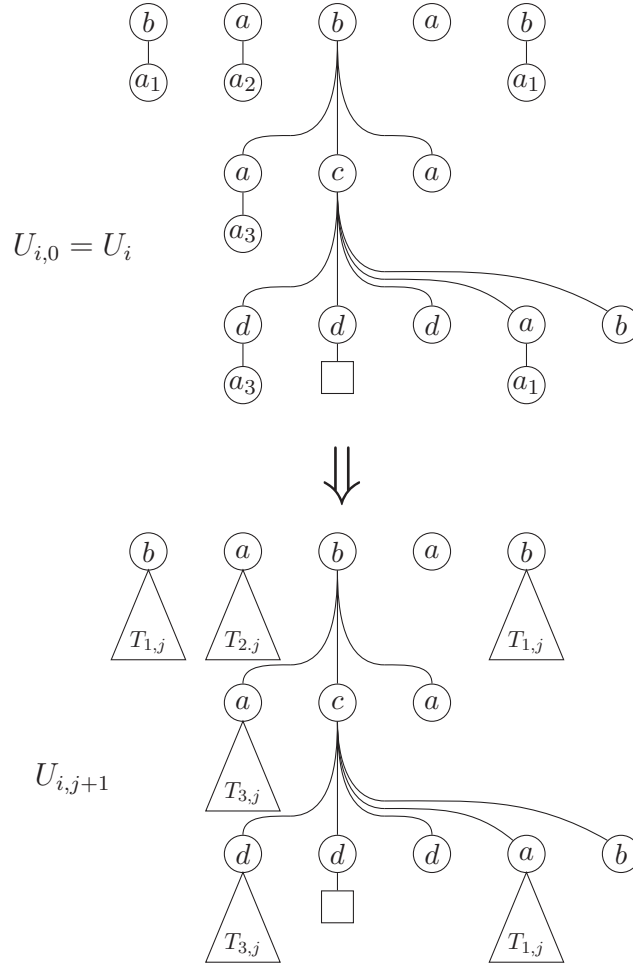 b a b a b
a₁ a₂ a₁
a c a
a₃
U_{i,0} = U_i
d d d a b
a₃ a₁
⇓
b a b a b
T_{1,j} T_{2.j} T_{1,j}
a c a
T_{3,j}
U_{i,j+1}
d d d a b
T_{3,j} T_{1,j}